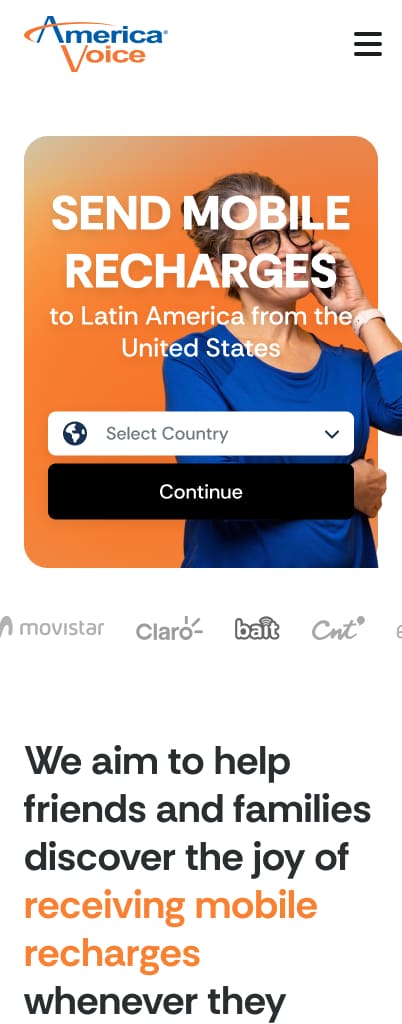 America
Voice
SEND MOBILE
RECHARGES
to Latin America from the
United States
Select Country
Continue
movistar
Claro
bait
Cnt
We aim to help
friends and families
discover the joy of
receiving mobile
recharges
whenever they